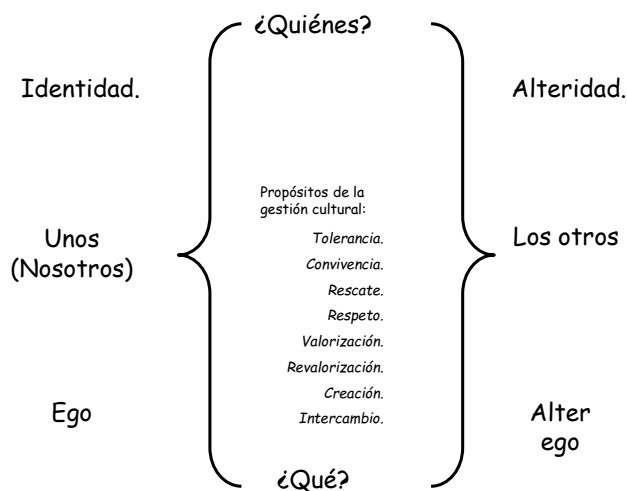 ¿Quiénes?
Identidad.
Alteridad.
Propósitos de la
gestión cultural:
Tolerancia.
Convivencia.
Rescate.
Respeto.
Valorización.
Revalorización.
Creación.
Intercambio.
Unos
(Nosotros)
Los otros
Ego
Alter
ego
¿Qué?